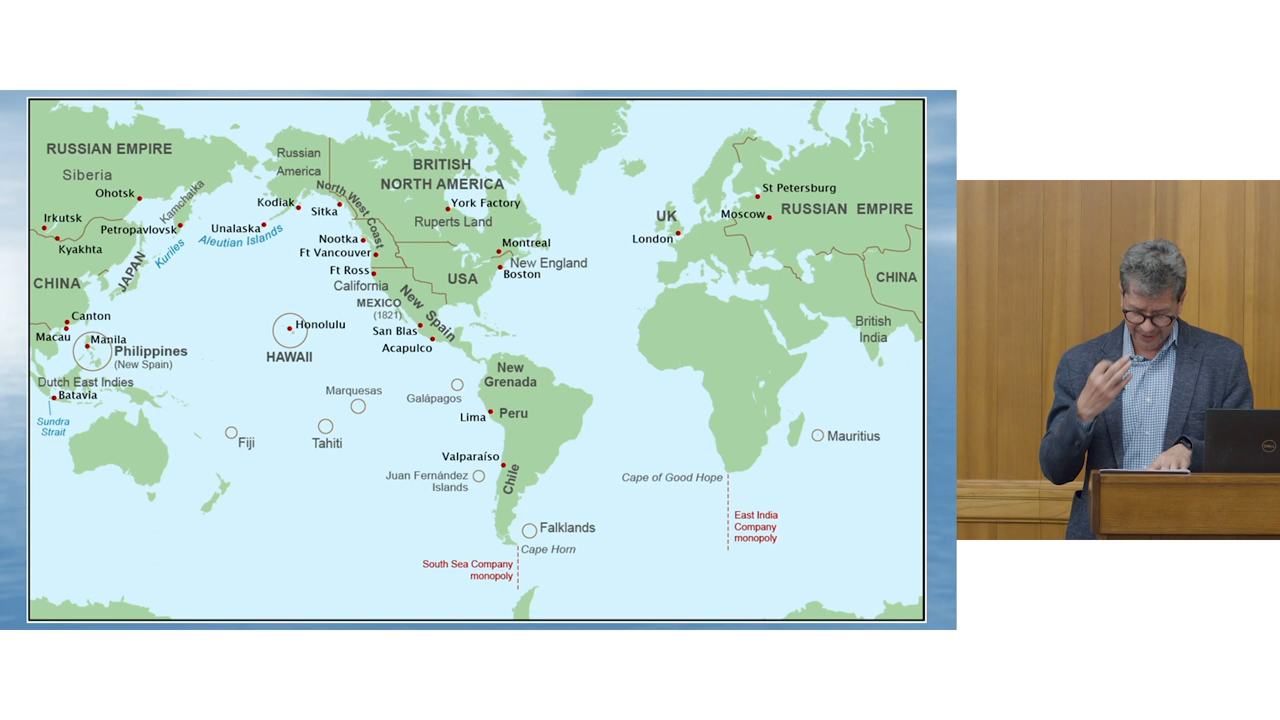 RUSSIAN EMPIRE
Siberia
Ohotsk
Kamchatka
Irkutsk
Petropavlovsk
Kyakhta
Kuriles
JAPAN
CHINA
Canton
Macau
Manila
Philippines
(New Spain)
Dutch East Indies
Batavia
Sundra
Strait
Russian
America
North West Coast
Kodiak
Sitka
Unalaska
Aleutian Islands
Nootka
Ft Vancouver
Ft Ross
California
MEXICO
(1821)
New Spain
San Blas
Acapulco
Honolulu
HAWAII
BRITISH
NORTH AMERICA
York Factory
Ruperts Land
Montreal
New England
Boston
USA
Marquesas
Galápagos
Fiji
Tahiti
New
Grenada
Lima
Peru
Valparaíso
Juan Fernández
Islands
Chile
Falklands
Cape Horn
South Sea Company
monopoly
UK
London
St Petersburg
Moscow
RUSSIAN EMPIRE
CHINA
British
India
Mauritius
Cape of Good Hope
East India
Company
monopoly
DELL